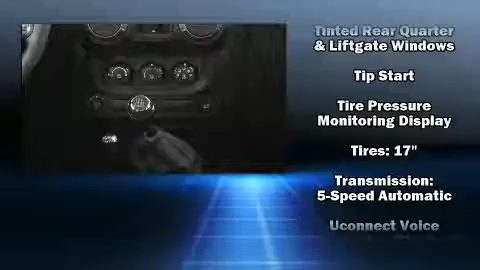 Tinted Rear Quarter
& Liftgate Windows
Tip Start
Tire Pressure
Monitoring Display
Tires: 17"
Transmission:
5-Speed Automatic
Uconnect Voice